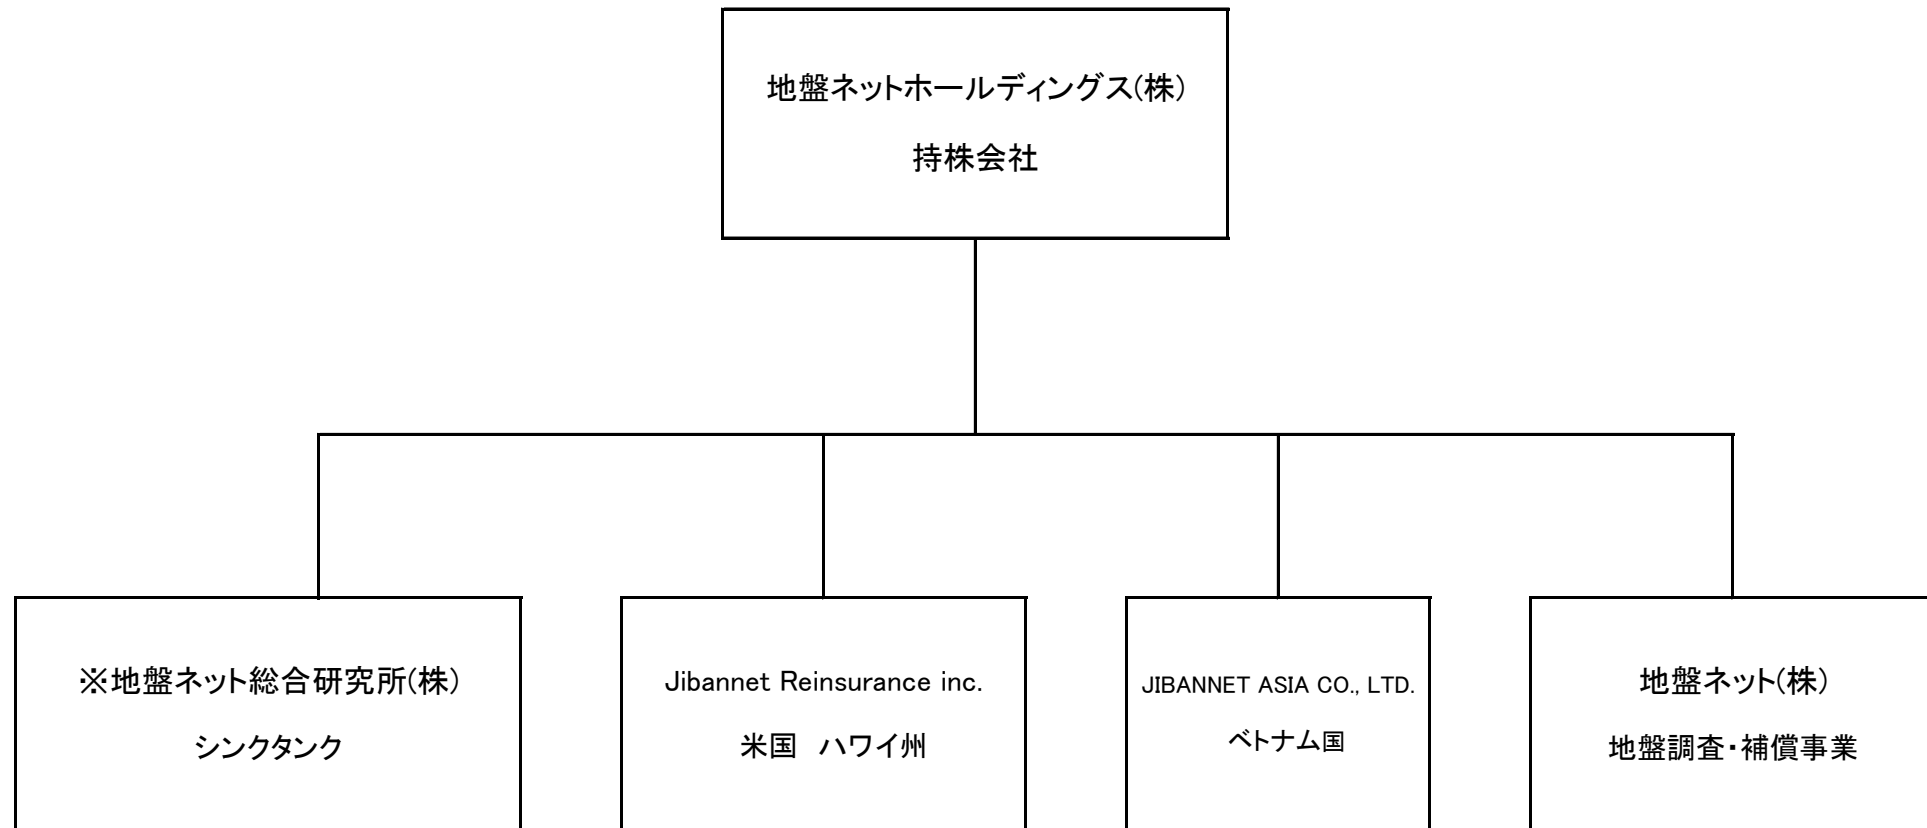 地盤ネットホールディングス(株)
持株会社
※地盤ネット総合研究所(株)
シンクタンク
Jibannet Reinsurance inc.
米国　ハワイ州
JIBANNET ASIA CO., LTD.
ベトナム国
地盤ネット(株)
地盤調査・補償事業